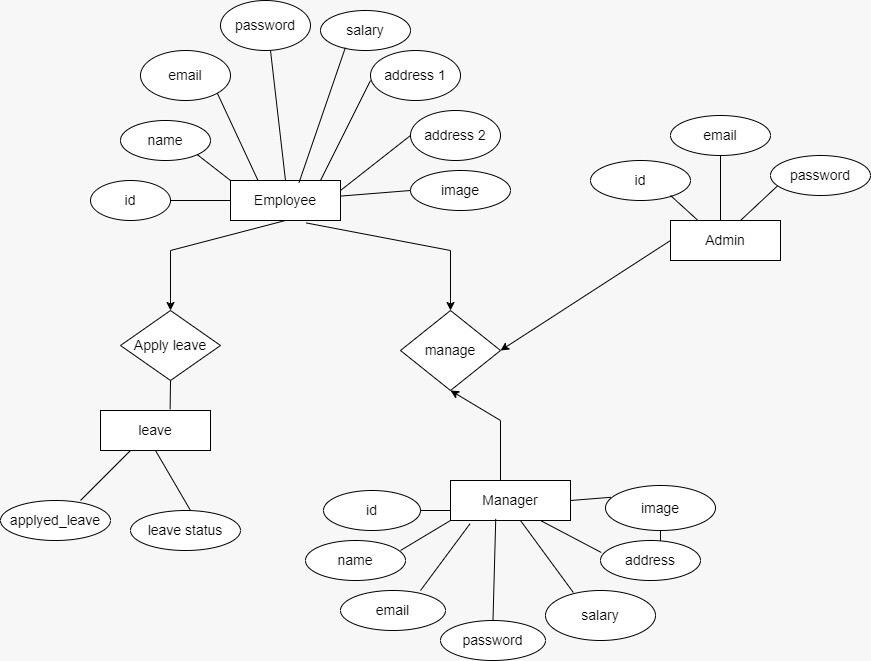 password
salary
email
address 1
name
address 2
email
id
Employee
image
id
password
Admin
Apply leave
manage
leave
applyed_leave
leave status
id
Manager
image
name
address
email
salary
password